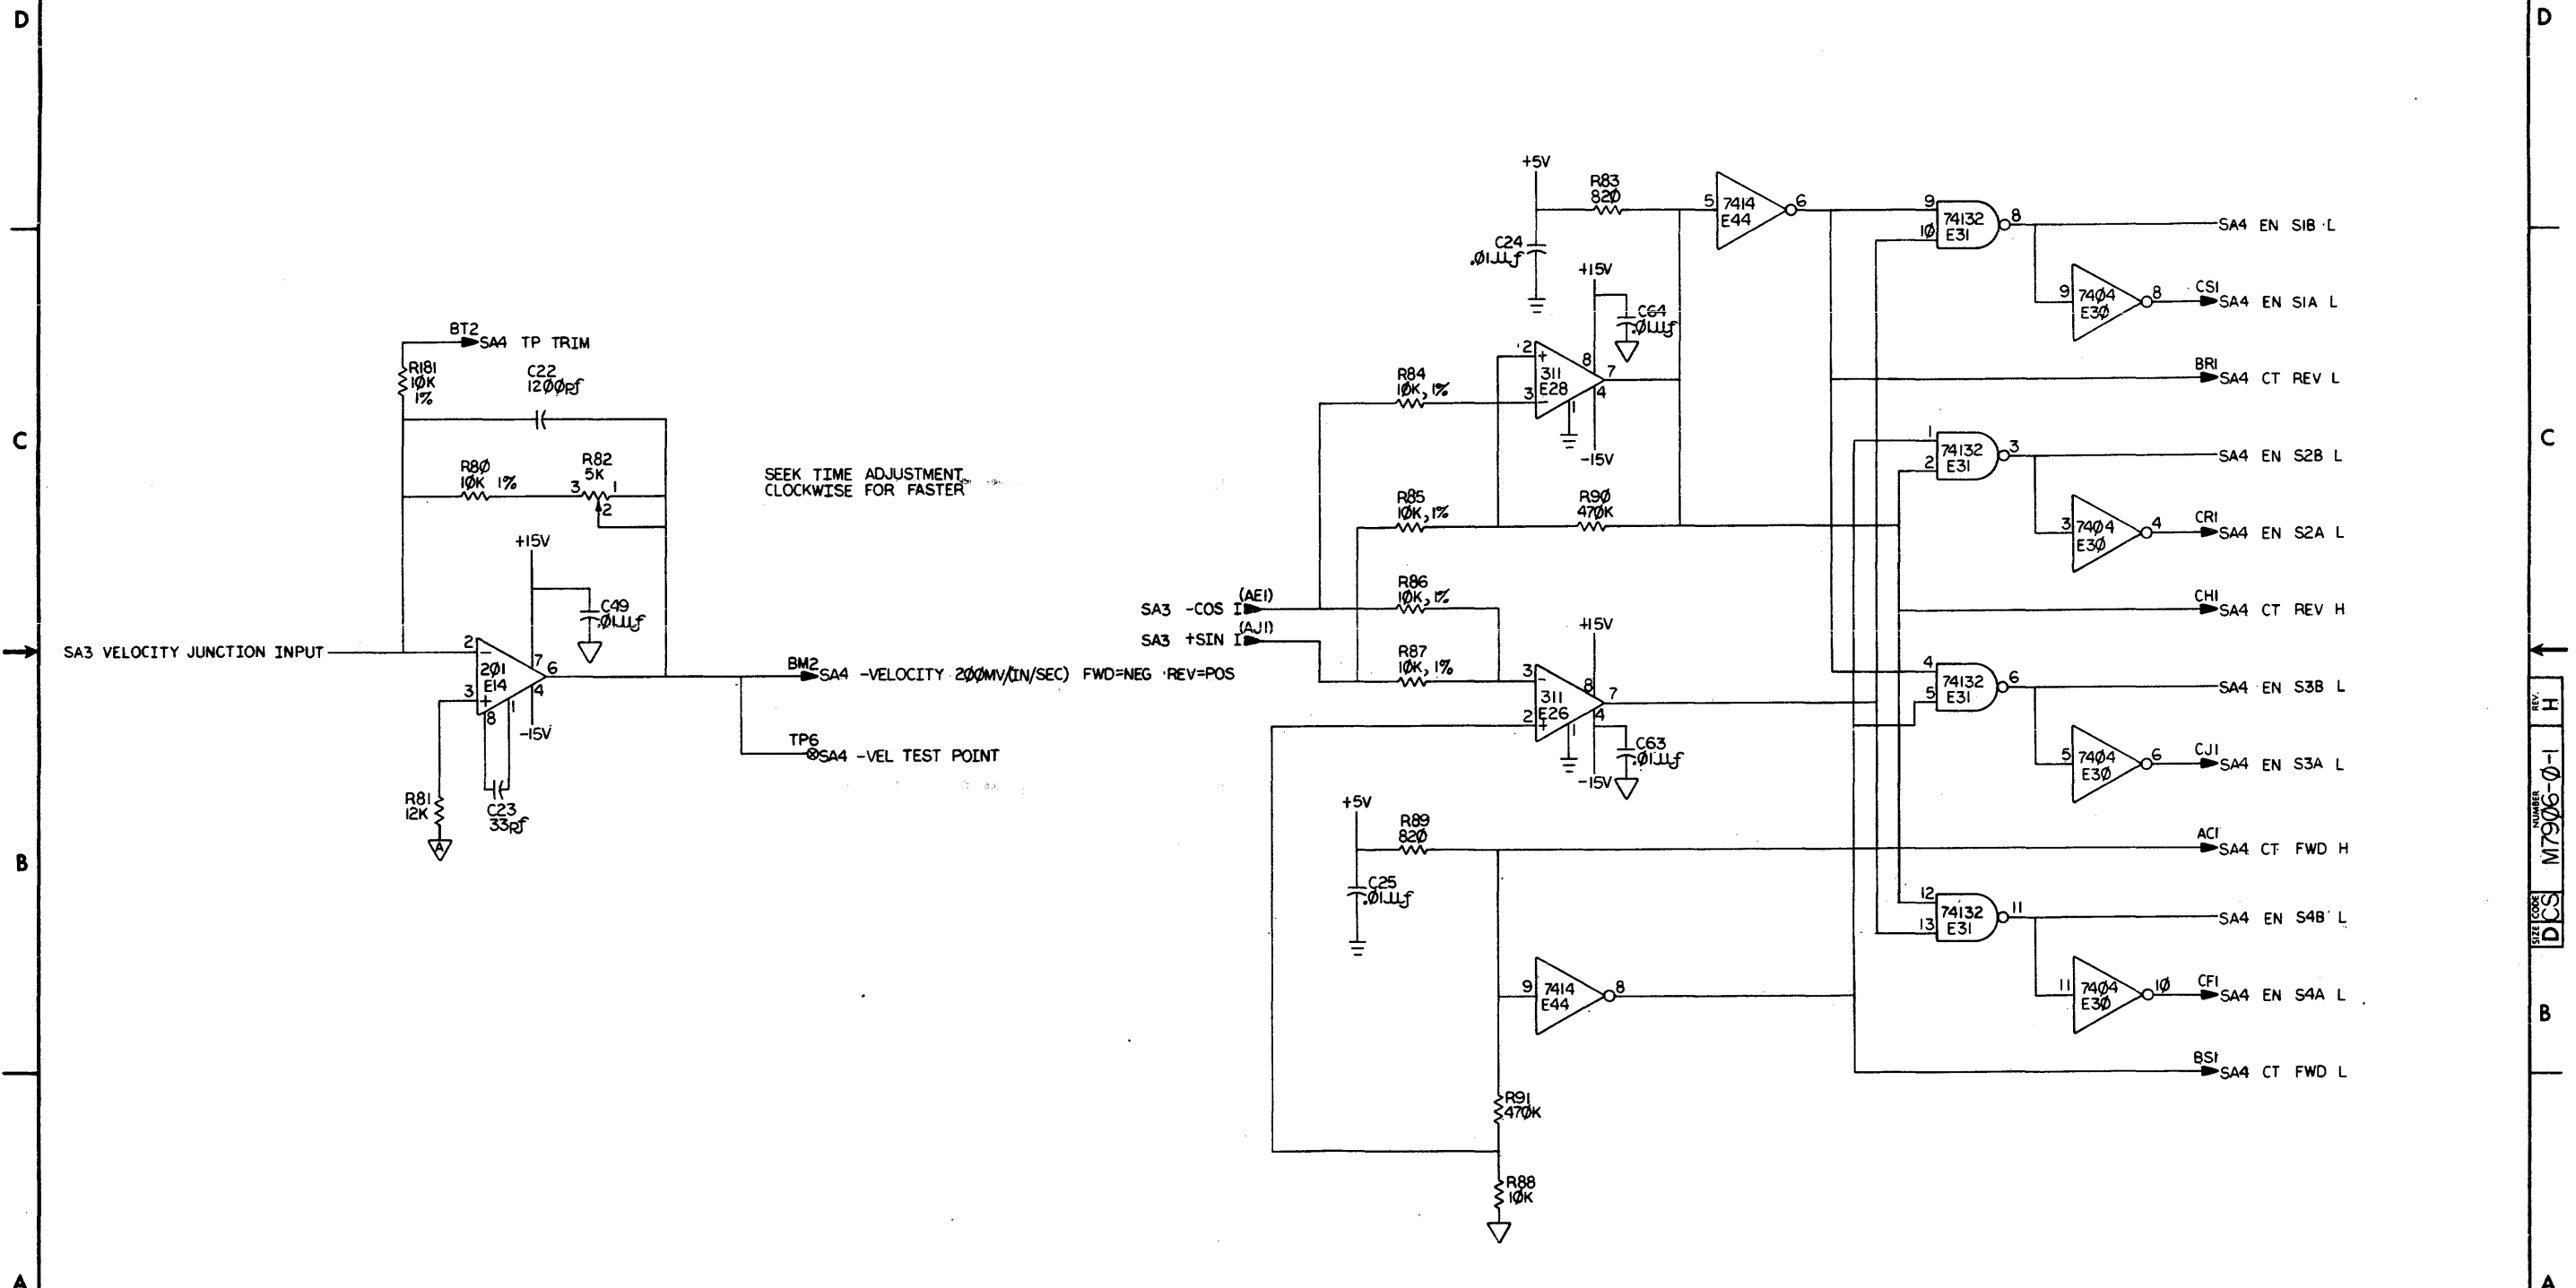 D
D
C
C
B
B
A
A
BT2
SA4 TP TRIM
R181
10K
1%
C22
1200pf
R80
10K 1%
R82
5K
3
1
2
SEEK TIME ADJUSTMENT
CLOCKWISE FOR FASTER
+15V
C49
.01µf
SA3 VELOCITY JUNCTION INPUT
2
-
201
E14
3
+
7
6
4
8
1
-15V
R81
12K
A
C23
33pf
BM2
SA4 -VELOCITY 200MV/(IN/SEC) FWD=NEG REV=POS
TP6
SA4 -VEL TEST POINT
+5V
R83
820
C24
.01µf
5
7414
E44
6
+15V
C64
.01µf
2
+
311
E28
3
-
8
7
4
1
-15V
R84
10K, 1%
R85
10K, 1%
R90
470K
R86
10K, 1%
R87
10K, 1%
SA3 -COS I
(AE1)
SA3 +SIN I
(AJ1)
+15V
3
-
311
E26
2
+
8
7
4
1
-15V
C63
.01µf
+5V
R89
820
C25
.01µf
9
7414
E44
8
R91
470K
R88
10K
9
10
74132
E31
8
SA4 EN S1B L
9
7404
E30
8
CS1
SA4 EN S1A L
BR1
SA4 CT REV L
1
2
74132
E31
3
SA4 EN S2B L
3
7404
E30
4
CR1
SA4 EN S2A L
CH1
SA4 CT REV H
4
5
74132
E31
6
SA4 EN S3B L
5
7404
E30
6
CJ1
SA4 EN S3A L
AC1
SA4 CT FWD H
12
13
74132
E31
11
SA4 EN S4B L
11
7404
E30
10
CF1
SA4 EN S4A L
BS1
SA4 CT FWD L
SIZE
D
CODE
CS
NUMBER
M7906-0-1
REV.
H